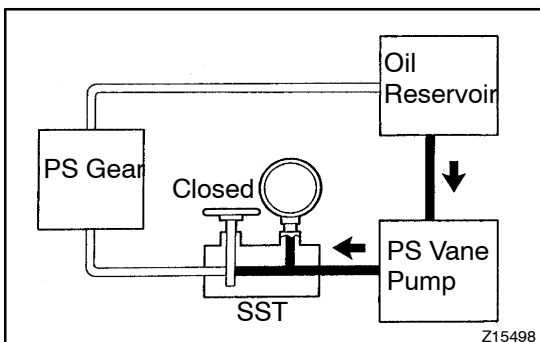 Oil
Reservoir
PS Gear
Closed
PS Vane
Pump
SST
Z15498